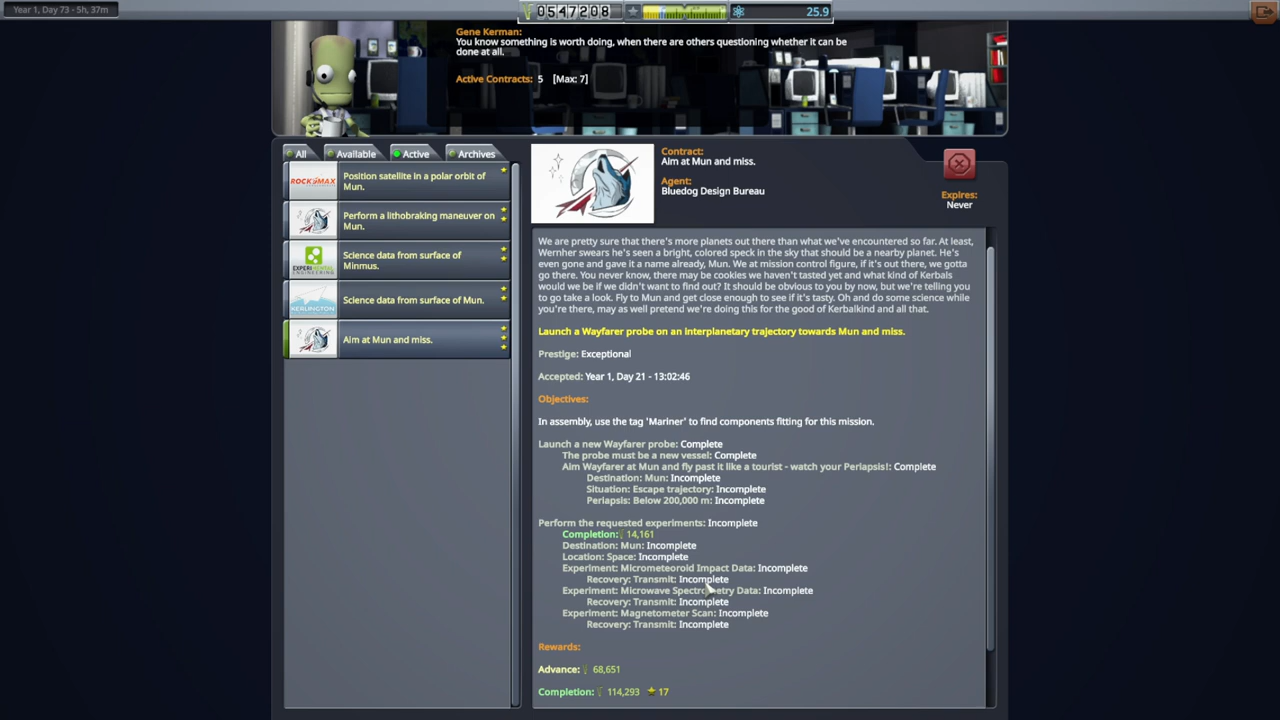 Year 1, Day 73 - 5h, 37m
0547208
25.9
Gene Kerman:
You know something is worth doing, when there are others questioning whether it can be
done at all.
Active Contracts: 5 [Max: 7]
All
Available
Active
Archives
ROCKOMAX
Position satellite in a polar orbit of
Mun.
Perform a lithobraking maneuver on
Mun.
EXPERIMENTAL
ENGINEERING
Science data from surface of
Minmus.
KERLINGTON
Science data from surface of Mun.
Aim at Mun and miss.
Contract:
Aim at Mun and miss.
Agent:
Bluedog Design Bureau
Expires:
Never
We are pretty sure that there's more planets out there than what we've encountered so far. At least,
Wernher swears he's seen a bright, colored speck in the sky that should be a nearby planet. He's
even gone and gave it a name already, Mun. We at mission control figure, if it's out there, we gotta
go there. You never know, there may be cookies we haven't tasted yet and what kind of Kerbals
would we be if we didn't want to find out? It should be obvious to you by now, but we're telling you
to go take a look. Fly to Mun and get close enough to see if it's tasty. Oh and do some science while
you're there, may as well pretend we're doing this for the good of Kerbalkind and all that.
Launch a Wayfarer probe on an interplanetary trajectory towards Mun and miss.
Prestige: Exceptional
Accepted: Year 1, Day 21 - 13:02:46
Objectives:
In assembly, use the tag 'Mariner' to find components fitting for this mission.
Launch a new Wayfarer probe: Complete
The probe must be a new vessel: Complete
Aim Wayfarer at Mun and fly past it like a tourist - watch your Periapsis!: Complete
Destination: Mun: Incomplete
Situation: Escape trajectory: Incomplete
Periapsis: Below 200,000 m: Incomplete
Perform the requested experiments: Incomplete
Completion: 14,161
Destination: Mun: Incomplete
Location: Space: Incomplete
Experiment: Micrometeoroid Impact Data: Incomplete
Recovery: Transmit: Incomplete
Experiment: Microwave Spectrometry Data: Incomplete
Recovery: Transmit: Incomplete
Experiment: Magnetometer Scan: Incomplete
Recovery: Transmit: Incomplete
Rewards:
Advance: 68,651
Completion: 114,293 17